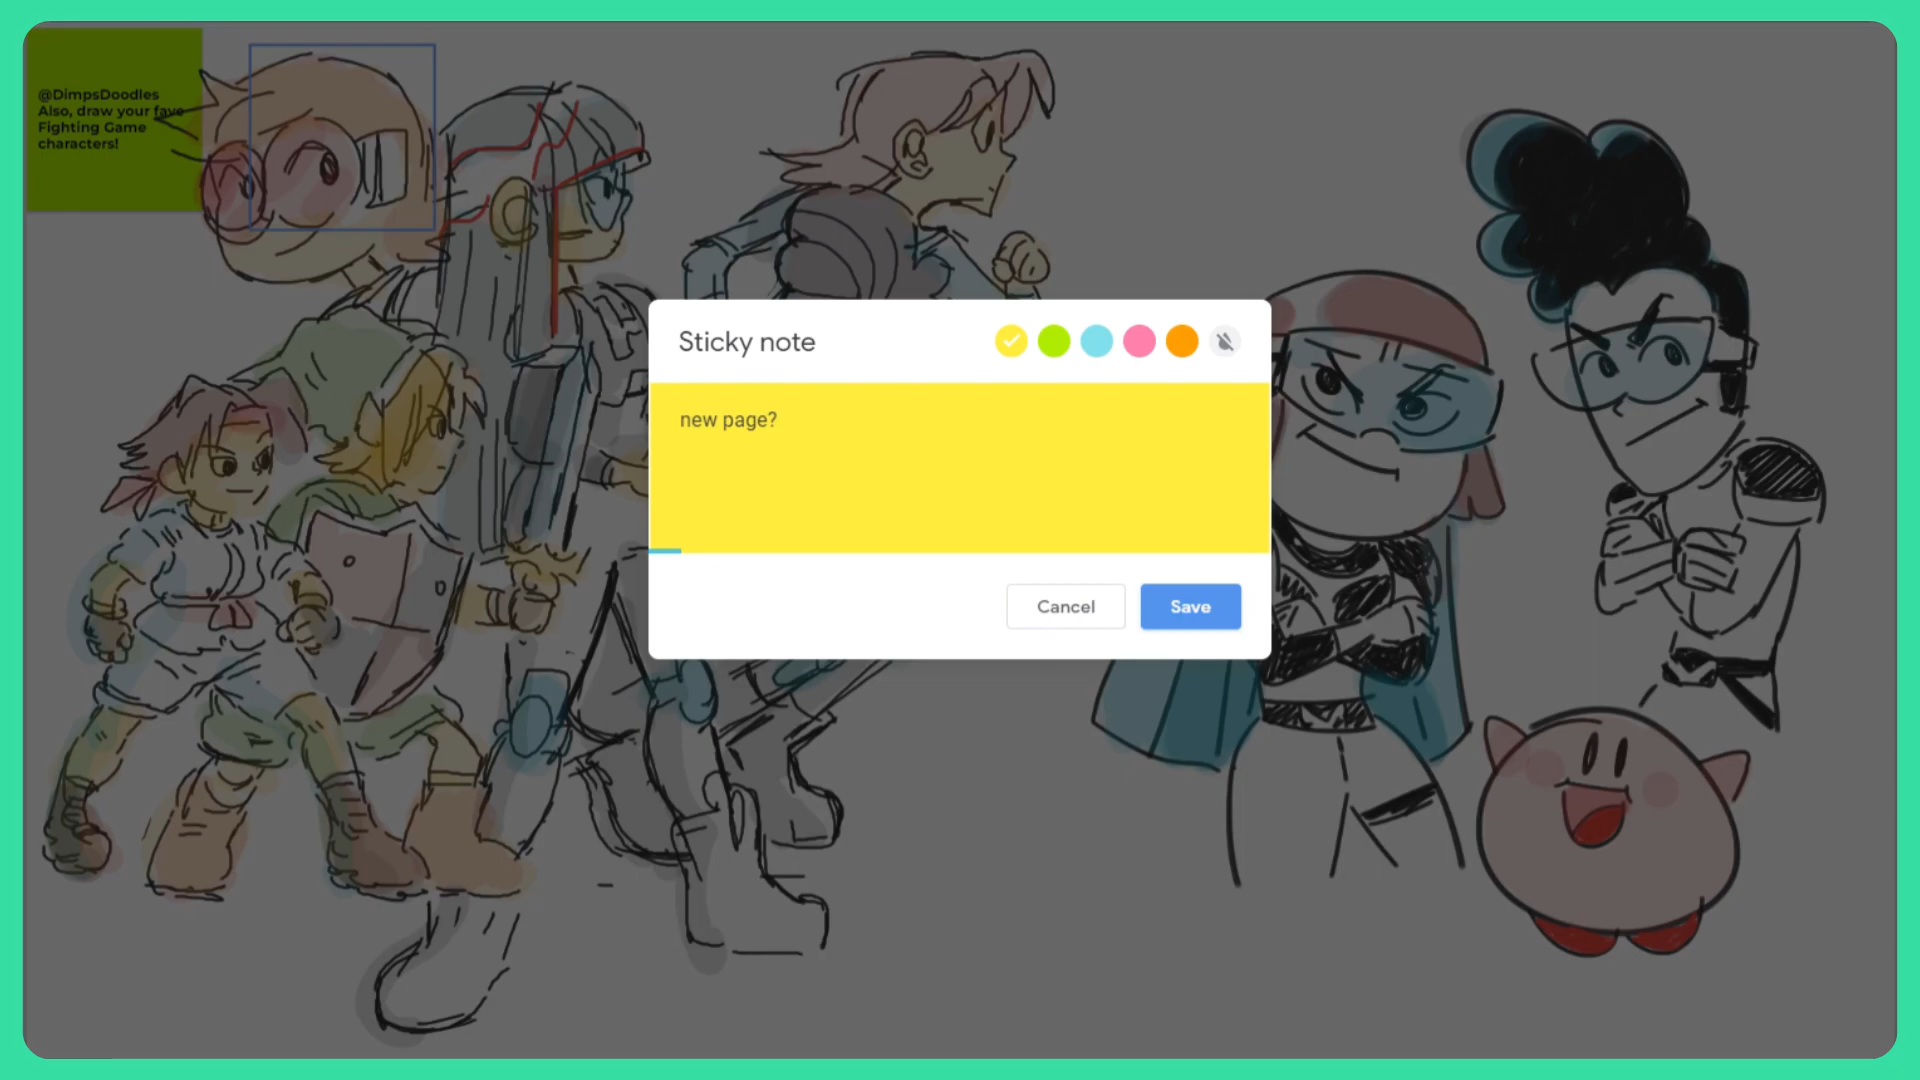 @DimpsDoodles
Also, draw your fave
Fighting Game
characters!
Sticky note
new page?
Cancel
Save